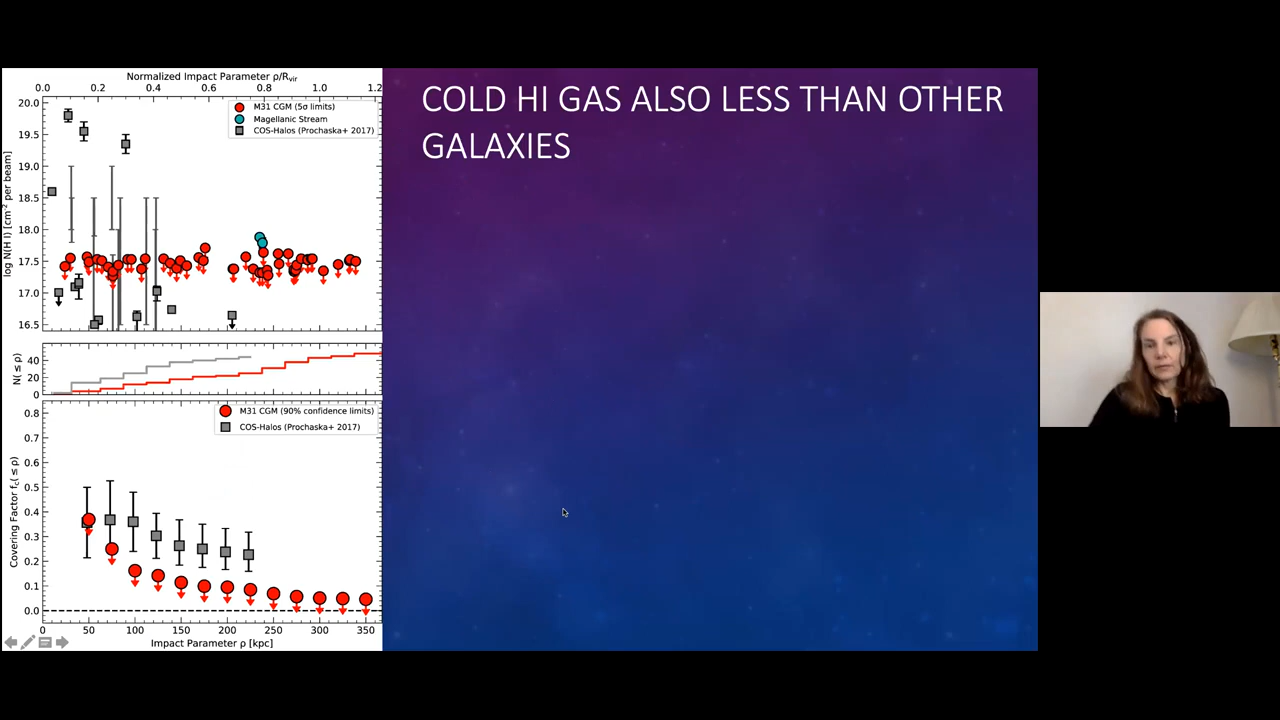 Normalized Impact Parameter ρ/Rvir
0.0 0.2 0.4 0.6 0.8 1.0 1.2
M31 CGM (5σ limits)
Magellanic Stream
COS-Halos (Prochaska+ 2017)
log N(H I) [cm-2 per beam]
20.0
19.5
19.0
18.5
18.0
17.5
17.0
16.5
N(≤ρ)
40
20
0
M31 CGM (90% confidence limits)
COS-Halos (Prochaska+ 2017)
Covering Factor fc(≤ρ)
0.8
0.7
0.6
0.5
0.4
0.3
0.2
0.1
0.0
0 50 100 150 200 250 300 350
Impact Parameter ρ [kpc]
COLD HI GAS ALSO LESS THAN OTHER
GALAXIES